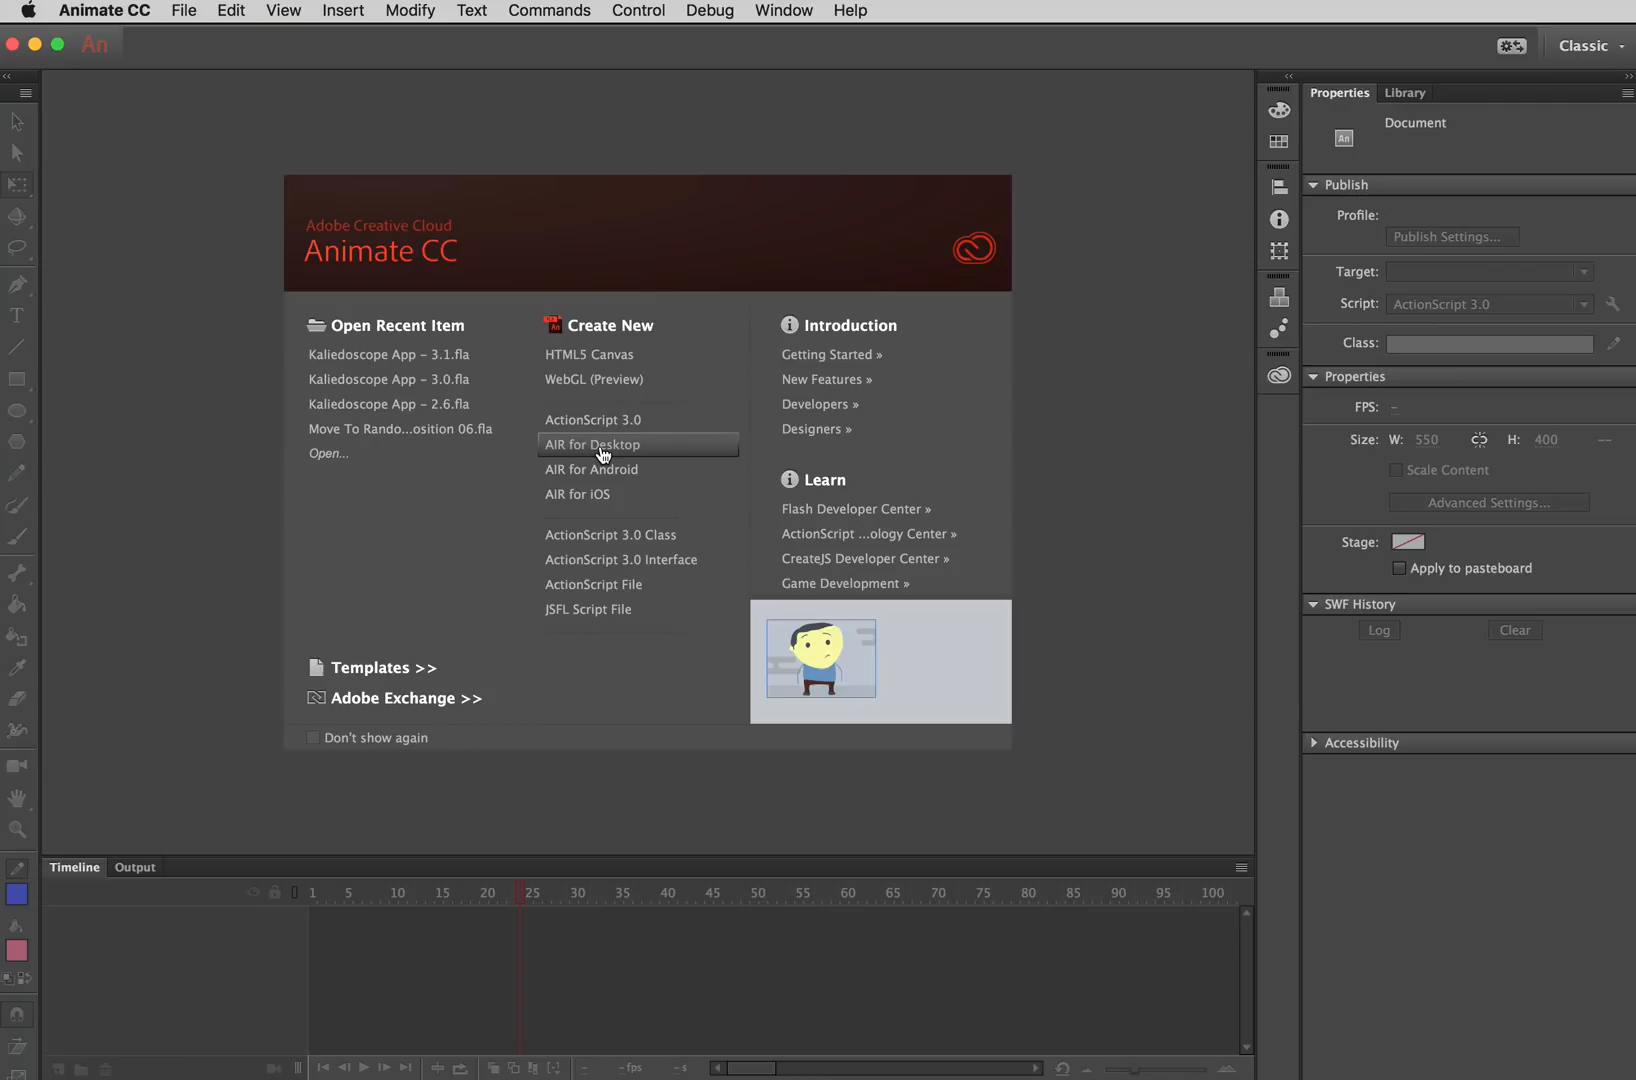 Animate CC File Edit View Insert Modify Text Commands Control Debug Window Help
An Classic
Properties Library
An Document
Publish
Profile:
Publish Settings...
Target:
Script: ActionScript 3.0
Class:
Properties
FPS: –
Size: W: 550 H: 400 --
Scale Content
Advanced Settings...
Stage:
Apply to pasteboard
SWF History
Log Clear
Accessibility
Adobe Creative Cloud
Animate CC
Open Recent Item
Kaliedoscope App – 3.1.fla
Kaliedoscope App – 3.0.fla
Kaliedoscope App – 2.6.fla
Move To Rando...osition 06.fla
Open...
Templates >>
Adobe Exchange >>
Don't show again
Create New
HTML5 Canvas
WebGL (Preview)
ActionScript 3.0
AIR for Desktop
AIR for Android
AIR for iOS
ActionScript 3.0 Class
ActionScript 3.0 Interface
ActionScript File
JSFL Script File
Introduction
Getting Started »
New Features »
Developers »
Designers »
Learn
Flash Developer Center »
ActionScript ...ology Center »
CreateJS Developer Center »
Game Development »
Timeline Output
1 5 10 15 20 25 30 35 40 45 50 55 60 65 70 75 80 85 90 95 100
– –fps –s